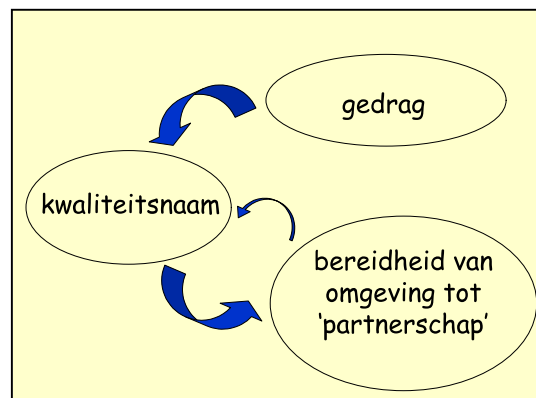 gedrag
kwaliteitsnaam
bereidheid van
omgeving tot
‘partnerschap’